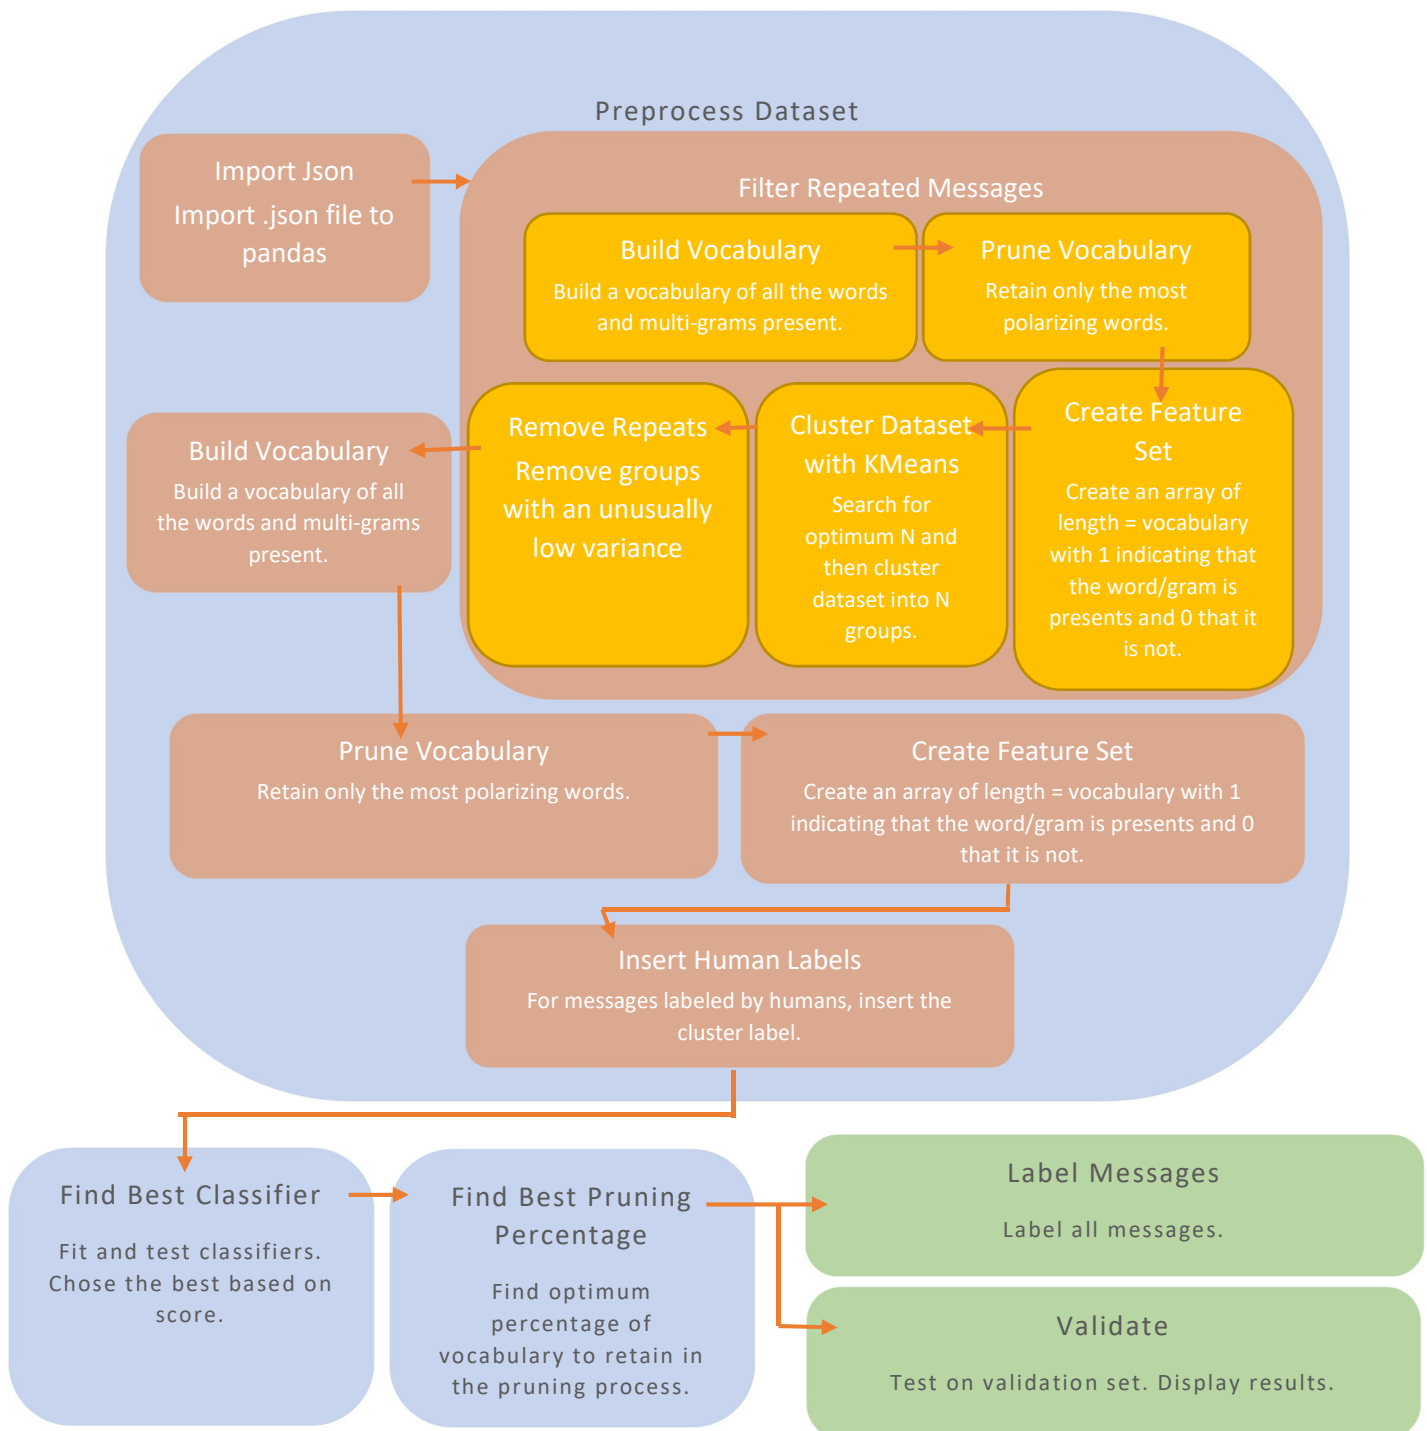 Preprocess Dataset
Import Json
Import .json file to
pandas
Filter Repeated Messages
Build Vocabulary
Build a vocabulary of all the words
and multi-grams present.
Prune Vocabulary
Retain only the most
polarizing words.
Create Feature
Set
Create an array of
length = vocabulary
with 1 indicating that
the word/gram is
presents and 0 that it
is not.
Cluster Dataset
with KMeans
Search for
optimum N and
then cluster
dataset into N
groups.
Remove Repeats
Remove groups
with an unusually
low variance
Build Vocabulary
Build a vocabulary of all
the words and multi-grams
present.
Prune Vocabulary
Retain only the most polarizing words.
Create Feature Set
Create an array of length = vocabulary with 1
indicating that the word/gram is presents and 0
that it is not.
Insert Human Labels
For messages labeled by humans, insert the
cluster label.
Find Best Classifier
Fit and test classifiers.
Chose the best based on
score.
Find Best Pruning
Percentage
Find optimum
percentage of
vocabulary to retain in
the pruning process.
Label Messages
Label all messages.
Validate
Test on validation set. Display results.